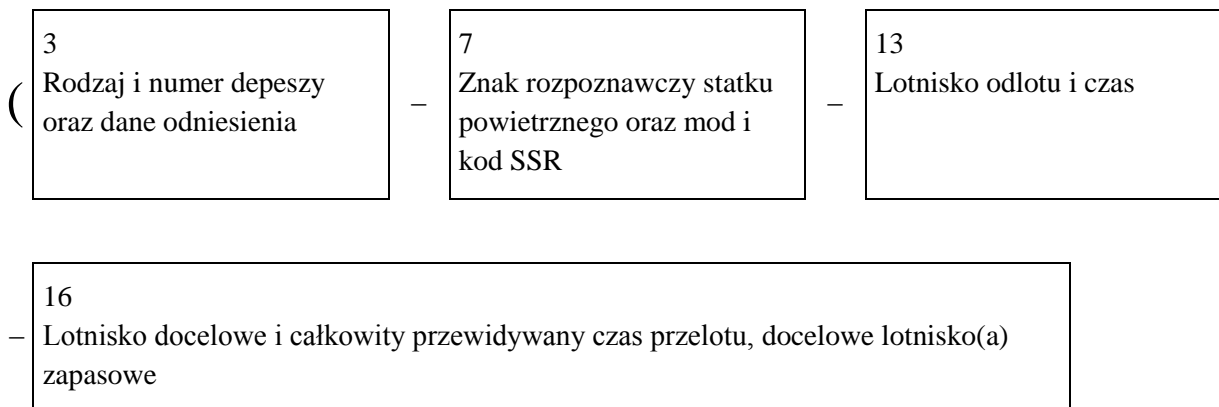 3
Rodzaj i numer depeszy
oraz dane odniesienia
(
–
7
Znak rozpoznawczy statku
powietrznego oraz mod i
kod SSR
–
13
Lotnisko odlotu i czas
–
16
Lotnisko docelowe i całkowity przewidywany czas przelotu, docelowe lotnisko(a)
zapasowe